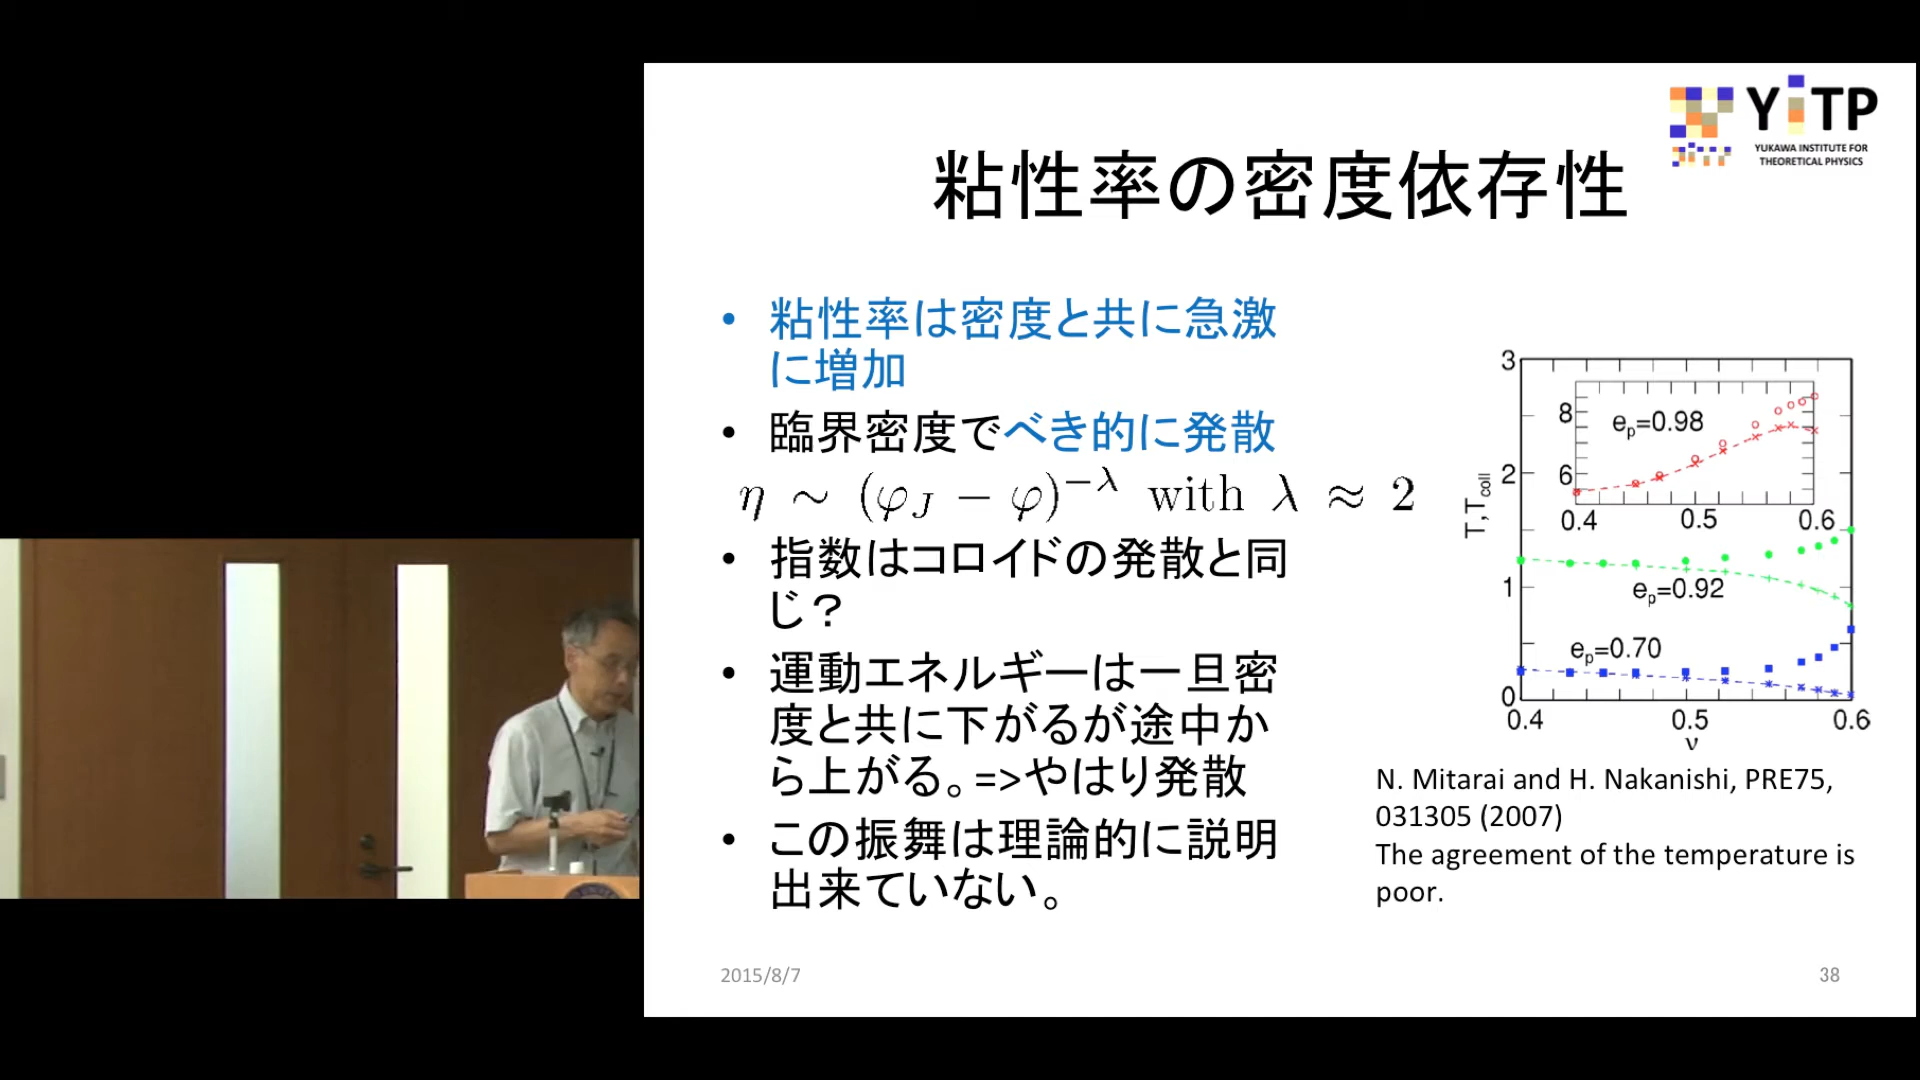 YiTP
YUKAWA INSTITUTE FOR
THEORETICAL PHYSICS
粘性率の密度依存性
• 粘性率は密度と共に急激
に増加
• 臨界密度でべき的に発散
η ∼ (φ_J − φ)^{−λ} with λ ≈ 2
• 指数はコロイドの発散と同
じ？
• 運動エネルギーは一旦密
度と共に下がるが途中か
ら上がる。=>やはり発散
• この振舞は理論的に説明
出来ていない。
3
2
1
0
T, T_coll
8
6
e_p=0.98
0.4 0.5 0.6
e_p=0.92
e_p=0.70
0.4 0.5 0.6
ν
N. Mitarai and H. Nakanishi, PRE75,
031305 (2007)
The agreement of the temperature is
poor.
2015/8/7
38